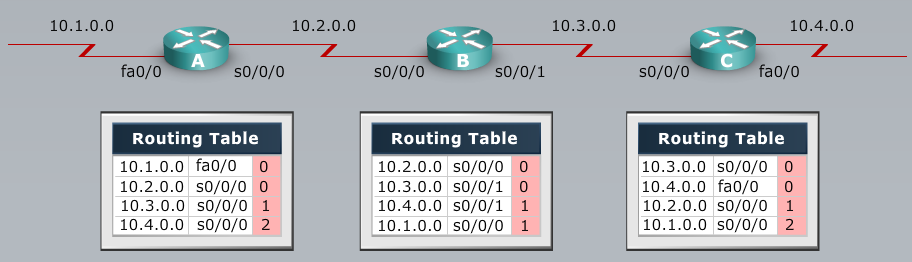 10.1.0.0 10.2.0.0 10.3.0.0 10.4.0.0
A B C
fa0/0 s0/0/0 s0/0/0 s0/0/1 s0/0/0 fa0/0
Routing Table
10.1.0.0 fa0/0 0
10.2.0.0 s0/0/0 0
10.3.0.0 s0/0/0 1
10.4.0.0 s0/0/0 2
Routing Table
10.2.0.0 s0/0/0 0
10.3.0.0 s0/0/1 0
10.4.0.0 s0/0/1 1
10.1.0.0 s0/0/0 1
Routing Table
10.3.0.0 s0/0/0 0
10.4.0.0 fa0/0 0
10.2.0.0 s0/0/0 1
10.1.0.0 s0/0/0 2